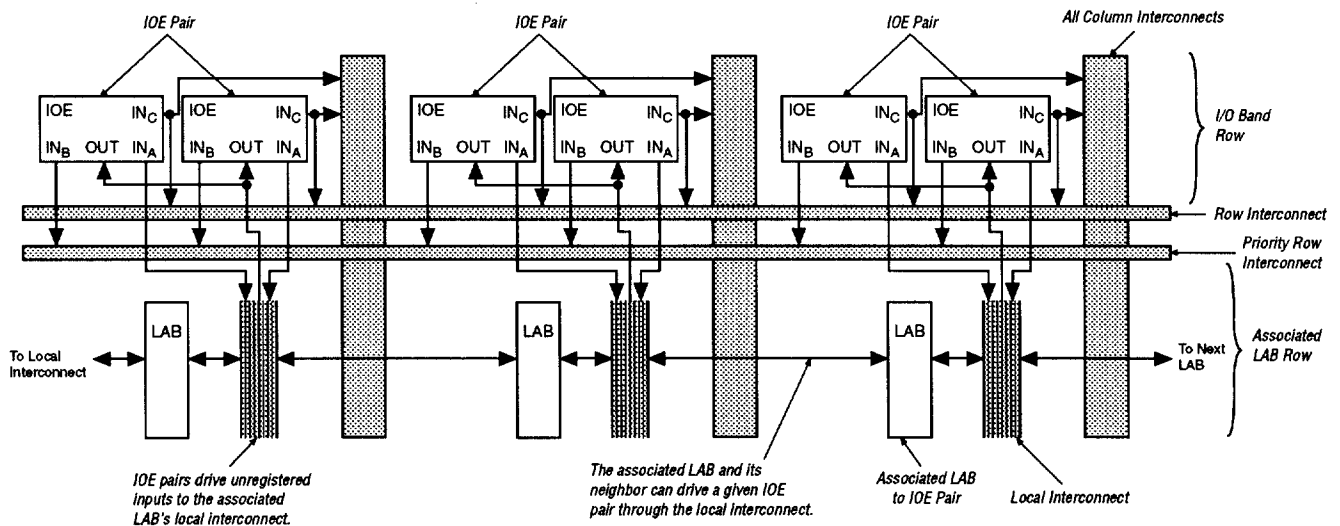 IOE Pair
IOE Pair
IOE Pair
All Column Interconnects
IOE INC
INB OUT INA
IOE INC
INB OUT INA
IOE INC
INB OUT INA
IOE INC
INB OUT INA
IOE INC
INB OUT INA
IOE INC
INB OUT INA
I/O Band
Row
Row Interconnect
Priority Row
Interconnect
LAB
LAB
LAB
To Local
Interconnect
To Next
LAB
Associated
LAB Row
IOE pairs drive unregistered
inputs to the associated
LAB's local interconnect.
The associated LAB and its
neighbor can drive a given IOE
pair through the local interconnect.
Associated LAB
to IOE Pair
Local Interconnect